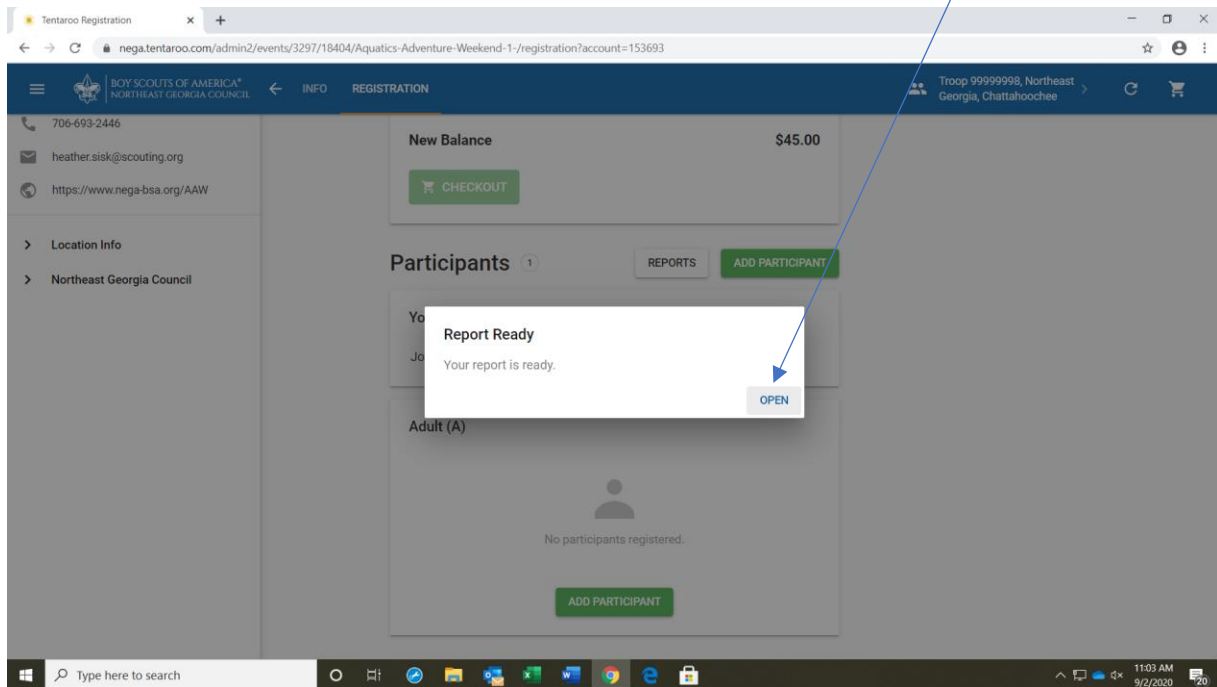 Tentaroo Registration
nega.tentaroo.com/admin2/events/3297/18404/Aquatics-Adventure-Weekend-1-/registration?account=153693
BOY SCOUTS OF AMERICA®
NORTHEAST GEORGIA COUNCIL
INFO
REGISTRATION
Troop 99999998, Northeast
Georgia, Chattahoochee
706-693-2446
heather.sisk@scouting.org
https://www.nega-bsa.org/AAW
Location Info
Northeast Georgia Council
New Balance $45.00
CHECKOUT
Participants 1
REPORTS
ADD PARTICIPANT
Yo
Jo
Report Ready
Your report is ready.
OPEN
Adult (A)
No participants registered.
ADD PARTICIPANT
Type here to search
11:03 AM
9/2/2020
20